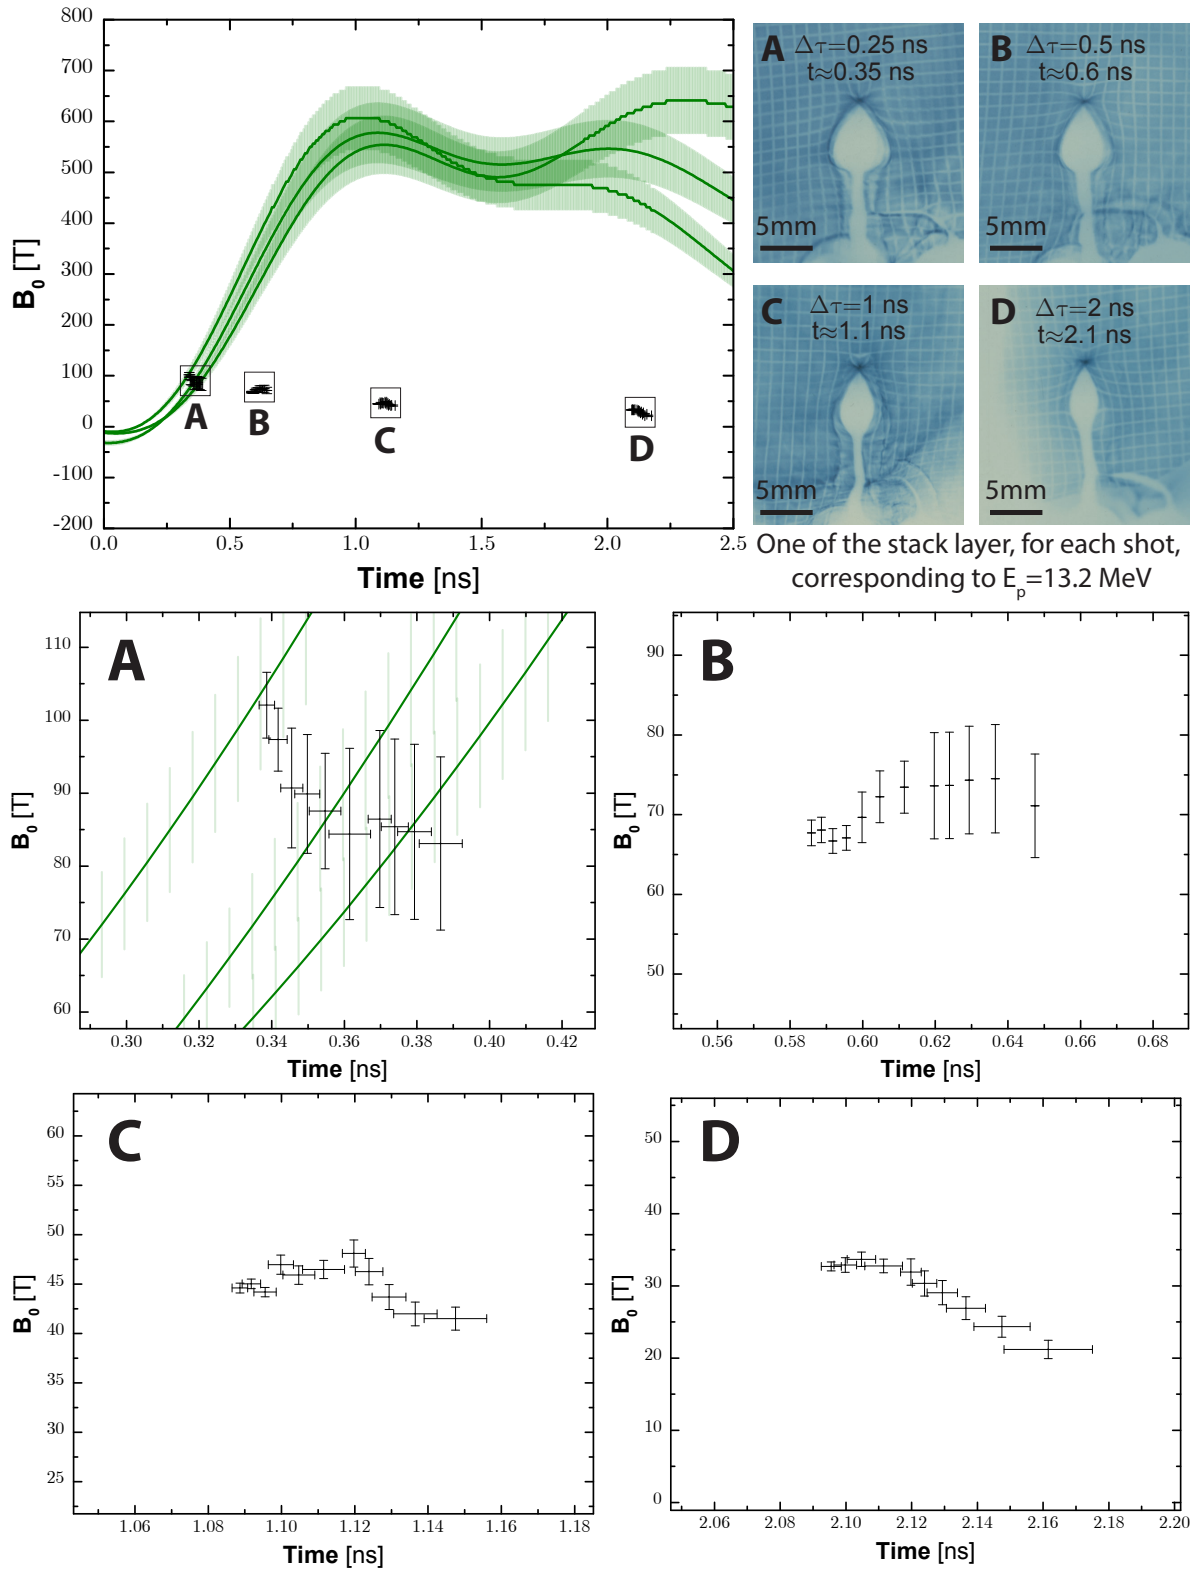 800
700
600
500
400
300
200
100
0
-100
-200
B0 [T]
A
B
C
D
0.0
0.5
1.0
1.5
2.0
2.5
Time [ns]
A Δτ=0.25 ns
t≈0.35 ns
5mm
B Δτ=0.5 ns
t≈0.6 ns
5mm
C Δτ=1 ns
t≈1.1 ns
5mm
D Δτ=2 ns
t≈2.1 ns
5mm
One of the stack layer, for each shot,
corresponding to Ep=13.2 MeV
A
110
100
90
80
70
60
B0 [T]
0.30
0.32
0.34
0.36
0.38
0.40
0.42
Time [ns]
B
90
80
70
60
50
B0 [T]
0.56
0.58
0.60
0.62
0.64
0.66
0.68
Time [ns]
C
60
55
50
45
40
35
30
25
B0 [T]
1.06
1.08
1.10
1.12
1.14
1.16
1.18
Time [ns]
D
50
40
30
20
10
0
B0 [T]
2.06
2.08
2.10
2.12
2.14
2.16
2.18
2.20
Time [ns]